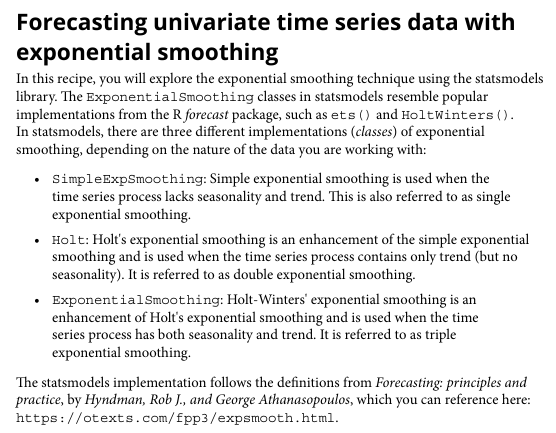 Forecasting univariate time series data with
exponential smoothing
In this recipe, you will explore the exponential smoothing technique using the statsmodels
library. The ExponentialSmoothing classes in statsmodels resemble popular
implementations from the R forecast package, such as ets() and HoltWinters().
In statsmodels, there are three different implementations (classes) of exponential
smoothing, depending on the nature of the data you are working with:
• SimpleExpSmoothing: Simple exponential smoothing is used when the
time series process lacks seasonality and trend. This is also referred to as single
exponential smoothing.
• Holt: Holt's exponential smoothing is an enhancement of the simple exponential
smoothing and is used when the time series process contains only trend (but no
seasonality). It is referred to as double exponential smoothing.
• ExponentialSmoothing: Holt-Winters' exponential smoothing is an
enhancement of Holt's exponential smoothing and is used when the time
series process has both seasonality and trend. It is referred to as triple
exponential smoothing.
The statsmodels implementation follows the definitions from Forecasting: principles and
practice, by Hyndman, Rob J., and George Athanasopoulos, which you can reference here:
https://otexts.com/fpp3/expsmooth.html.